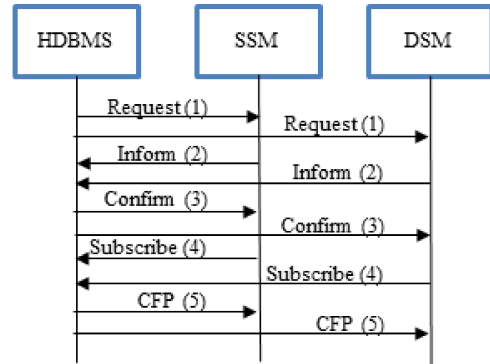 HDBMS SSM DSM
Request (1)
Request (1)
Inform (2)
Inform (2)
Confirm (3)
Confirm (3)
Subscribe (4)
Subscribe (4)
CFP (5)
CFP (5)